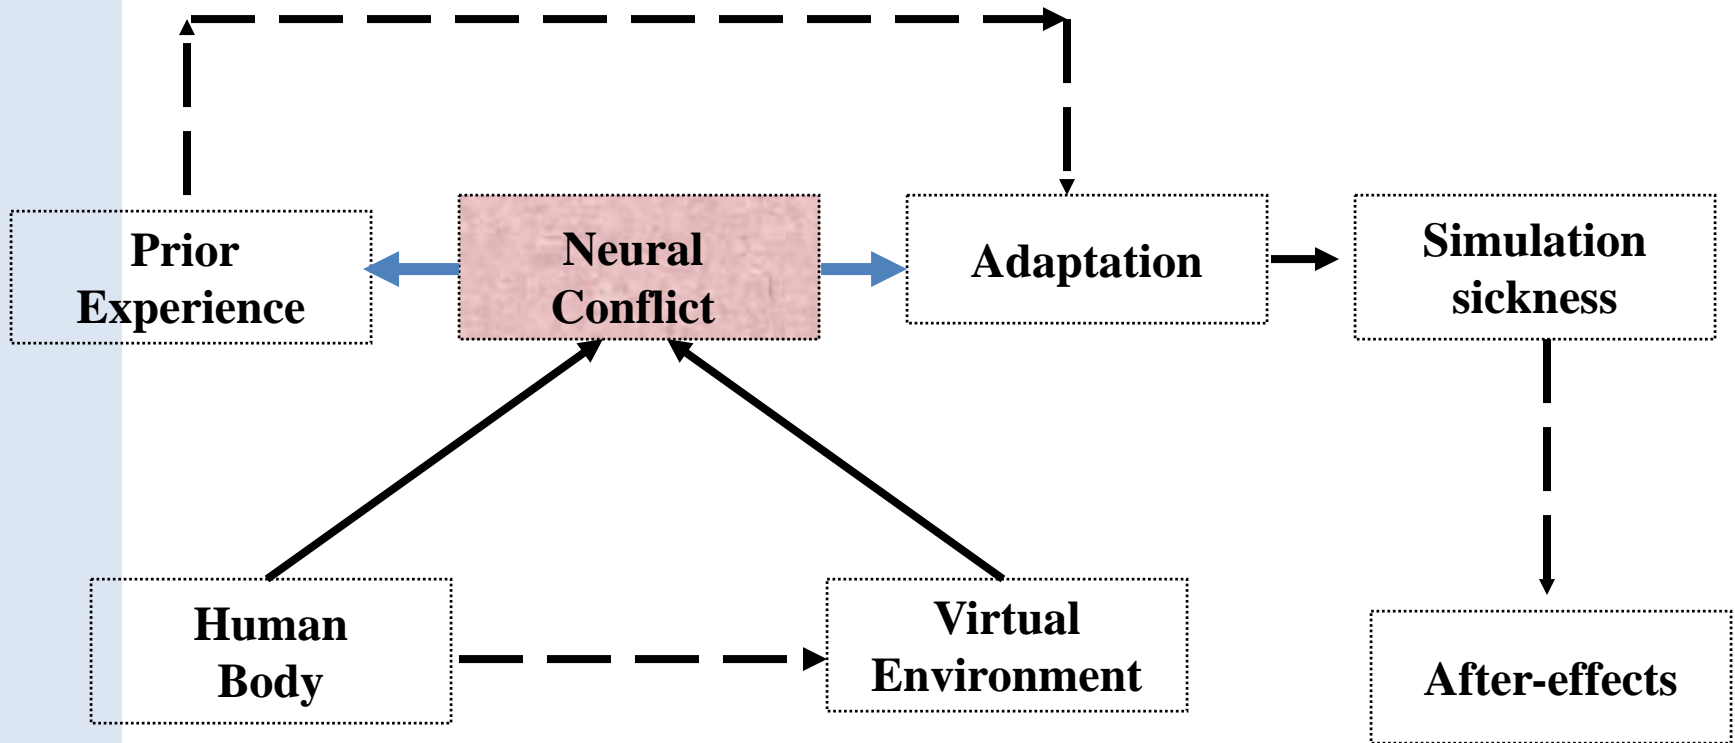 Prior
Experience
Neural
Conflict
Adaptation
Simulation
sickness
Human
Body
Virtual
Environment
After-effects